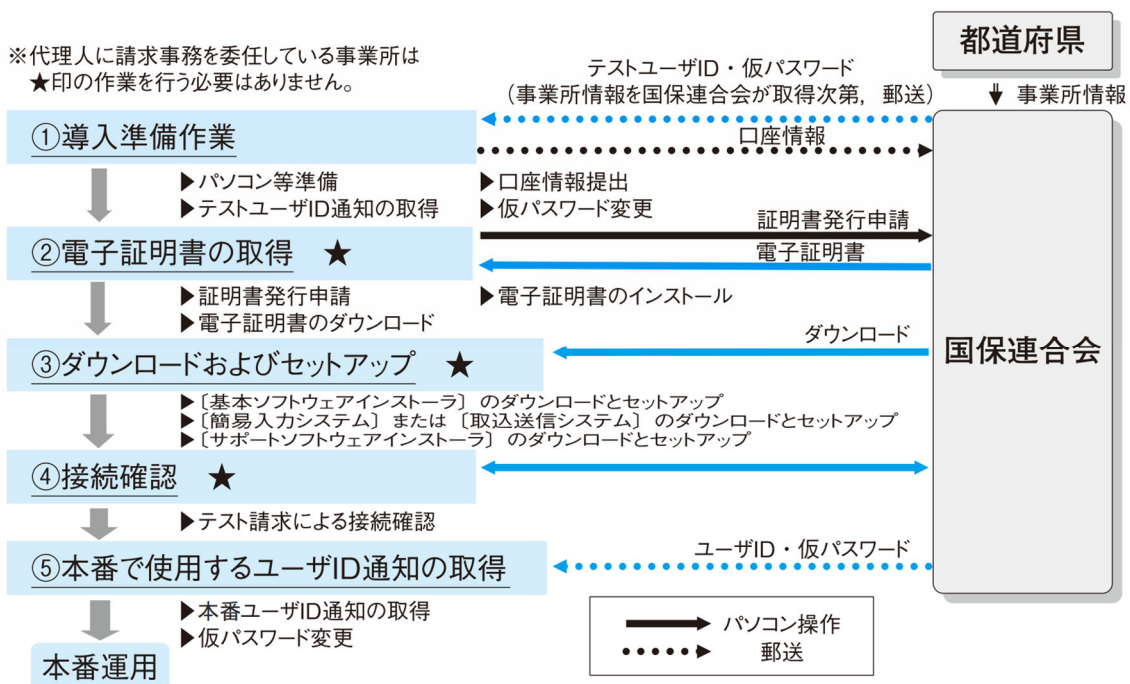 ※代理人に請求事務を委任している事業所は
★印の作業を行う必要はありません。
都道府県
事業所情報
テストユーザID・仮パスワード
（事業所情報を国保連合会が取得次第，郵送）
①導入準備作業
口座情報
▶パソコン等準備
▶口座情報提出
▶テストユーザID通知の取得
▶仮パスワード変更
証明書発行申請
②電子証明書の取得 ★
電子証明書
▶証明書発行申請
▶電子証明書のインストール
▶電子証明書のダウンロード
ダウンロード
国保連合会
③ダウンロードおよびセットアップ ★
▶〔基本ソフトウェアインストーラ〕のダウンロードとセットアップ
▶〔簡易入力システム〕または〔取込送信システム〕のダウンロードとセットアップ
▶〔サポートソフトウェアインストーラ〕のダウンロードとセットアップ
④接続確認 ★
▶テスト請求による接続確認
ユーザID・仮パスワード
⑤本番で使用するユーザID通知の取得
▶本番ユーザID通知の取得
▶仮パスワード変更
パソコン操作
郵送
本番運用